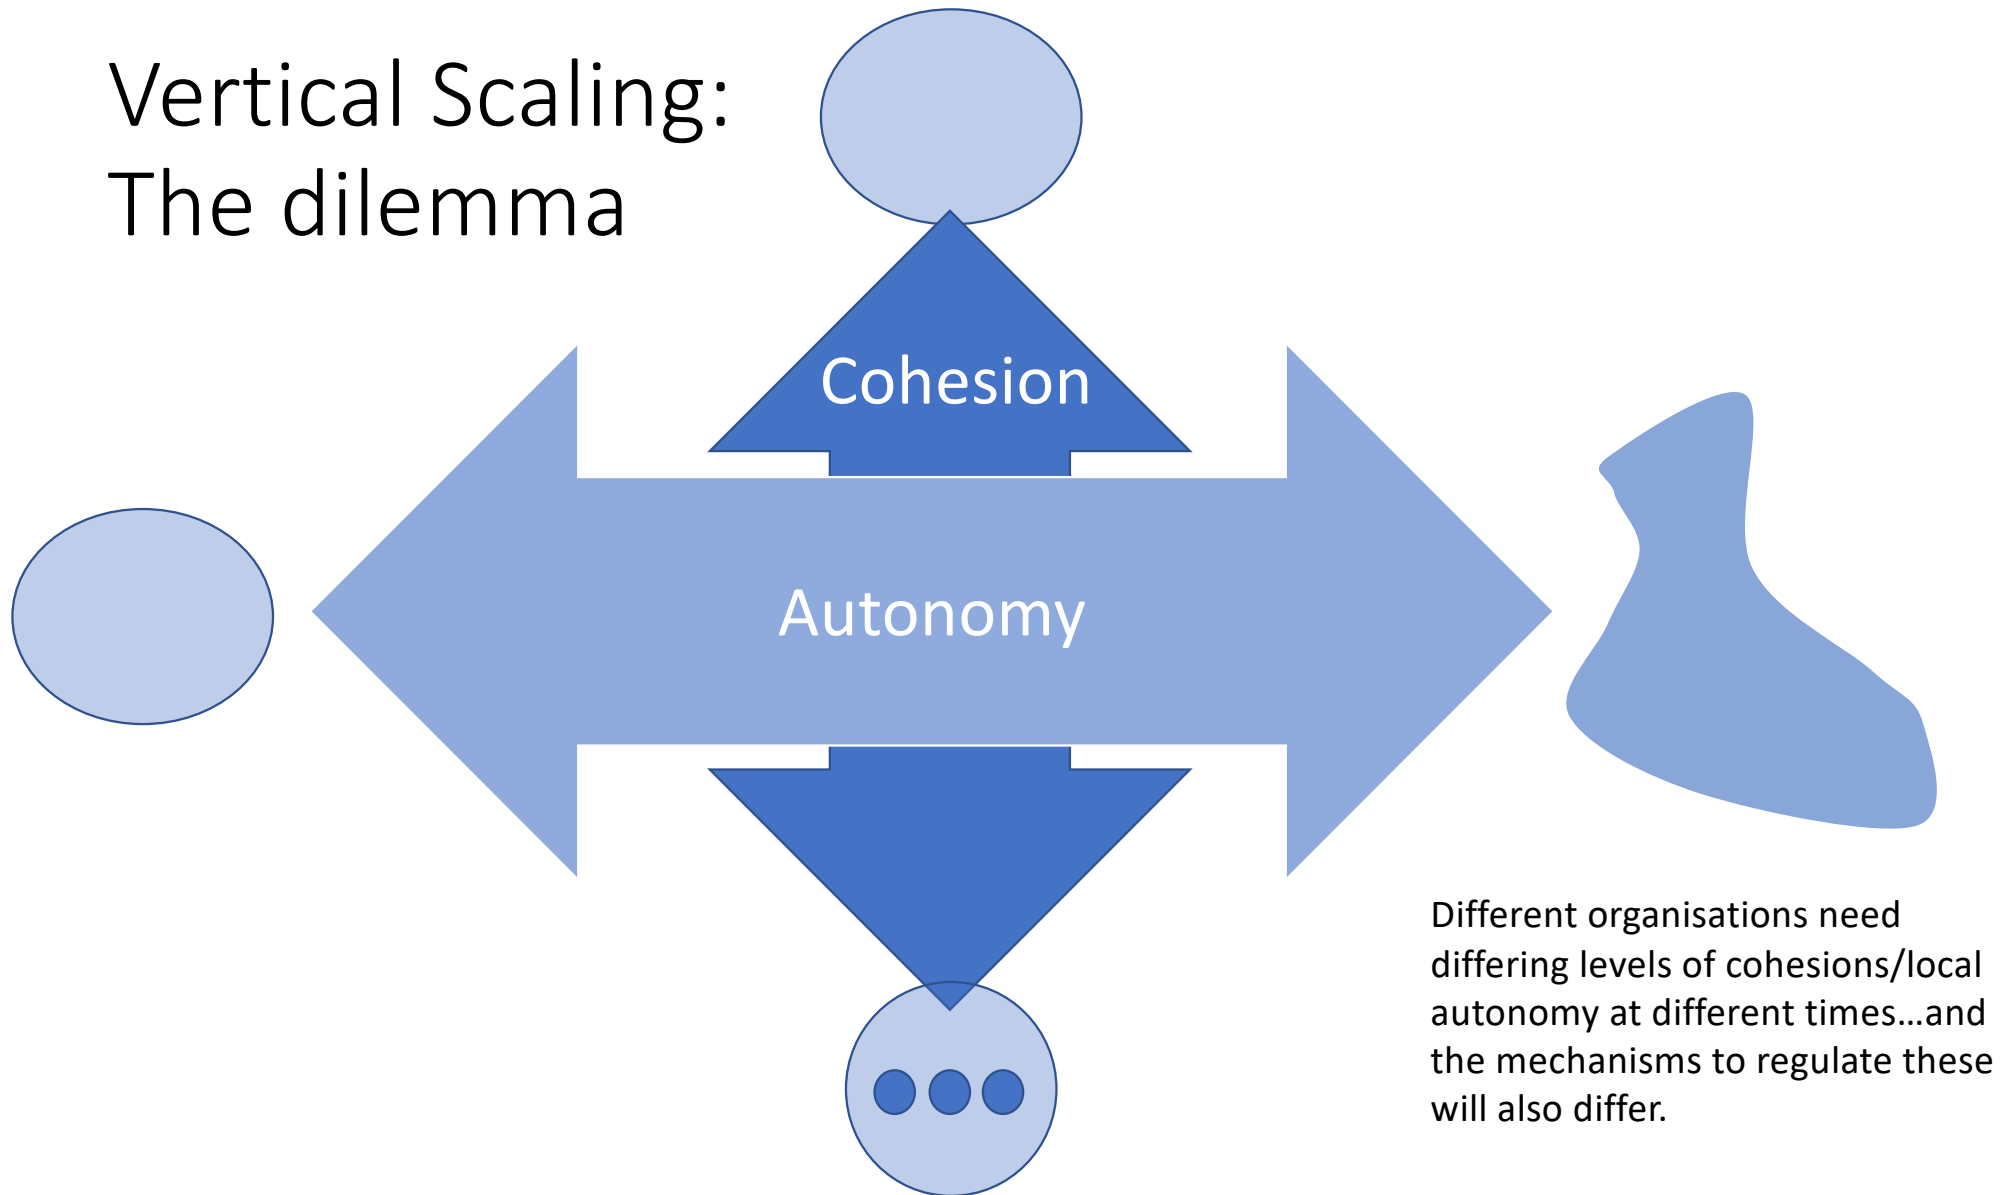 Vertical Scaling:
The dilemma
Cohesion
Autonomy
Different organisations need
differing levels of cohesions/local
autonomy at different times…and
the mechanisms to regulate these
will also differ.